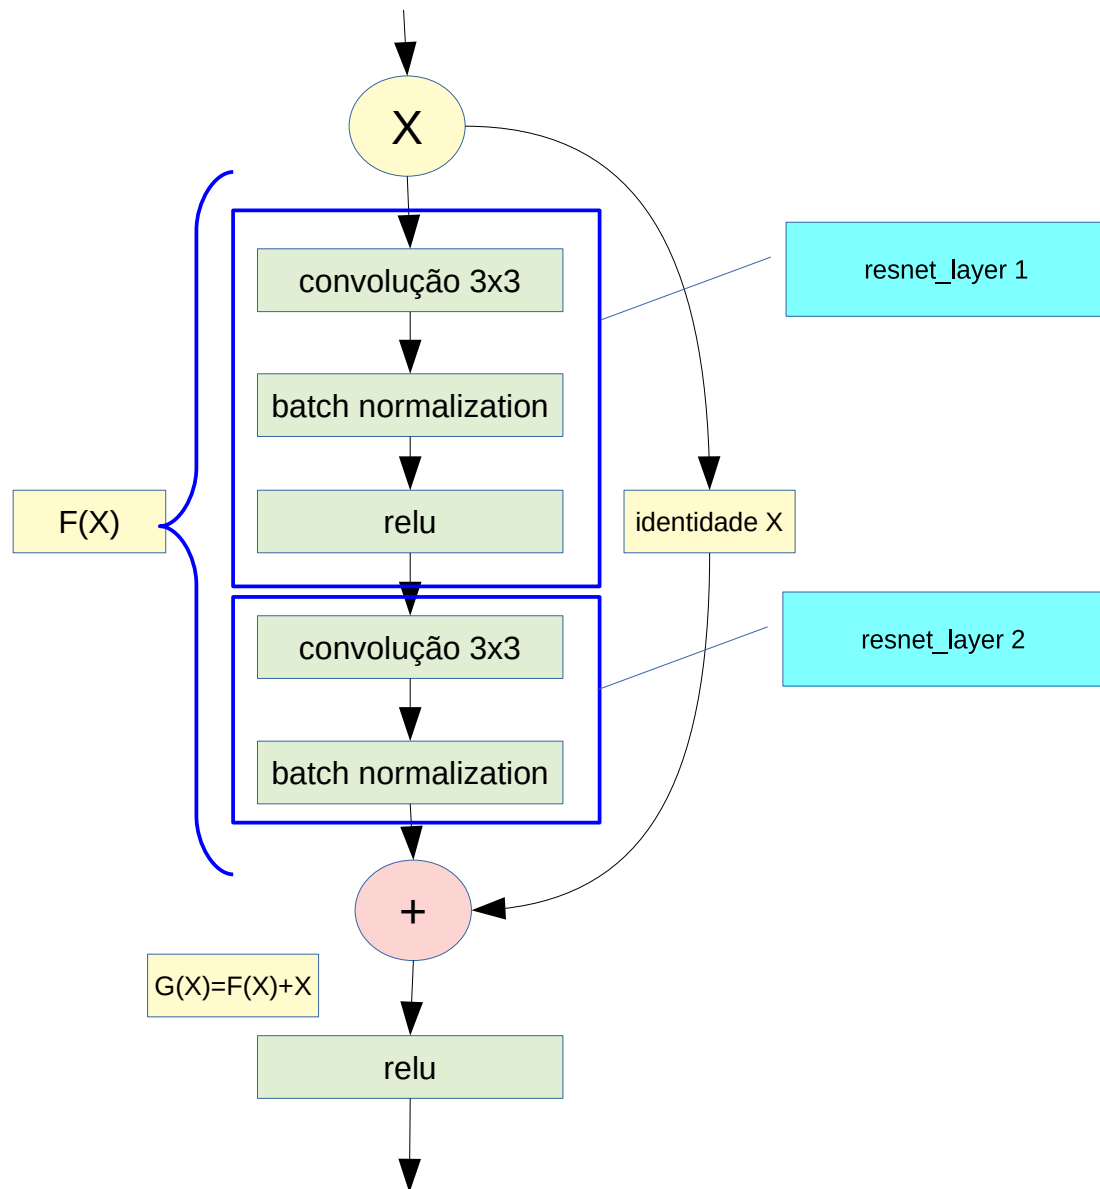 X
convolução 3x3
resnet_layer 1
batch normalization
F(X)
relu
identidade X
convolução 3x3
resnet_layer 2
batch normalization
+
G(X)=F(X)+X
relu